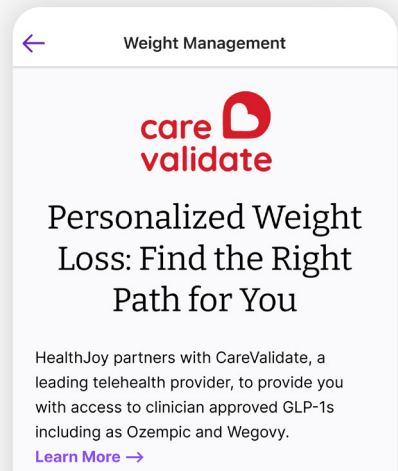 Weight Management
care
validate
Personalized Weight
Loss: Find the Right
Path for You
HealthJoy partners with CareValidate, a
leading telehealth provider, to provide you
with access to clinician approved GLP-1s
including as Ozempic and Wegovy.
Learn More →